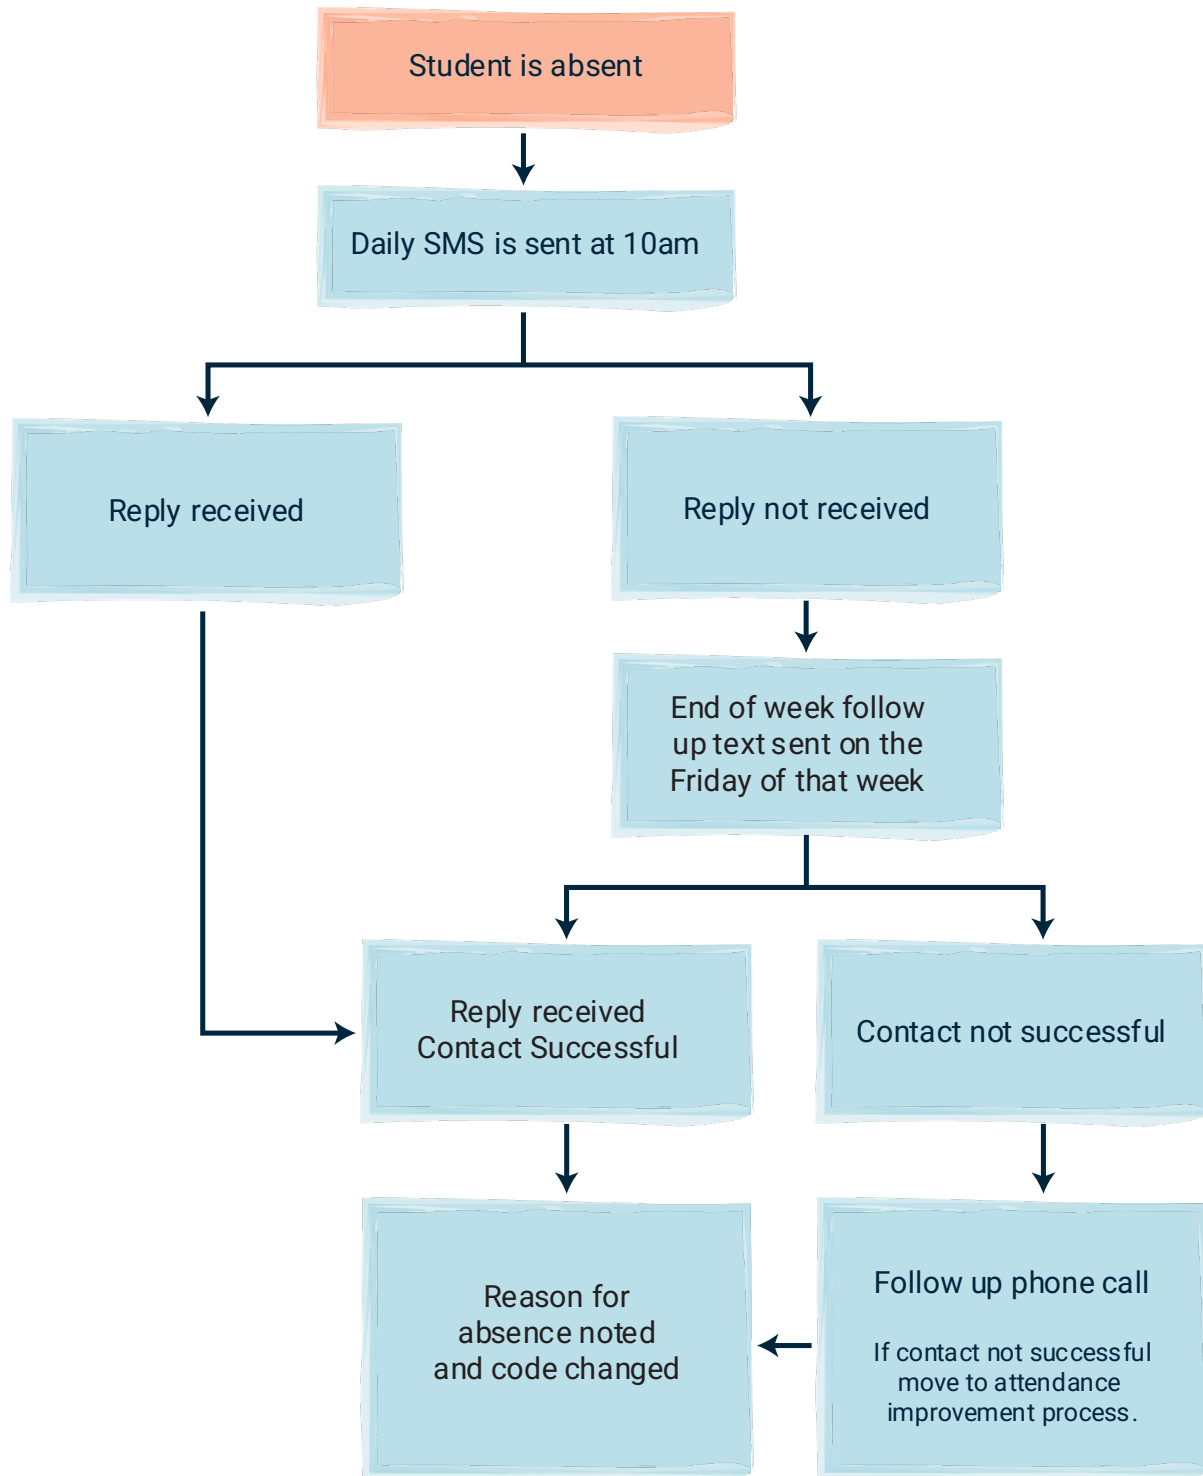 Student is absent
Daily SMS is sent at 10am
Reply received
Reply not received
End of week follow
up text sent on the
Friday of that week
Reply received
Contact Successful
Contact not successful
Reason for
absence noted
and code changed
Follow up phone call
If contact not successful
move to attendance
improvement process.